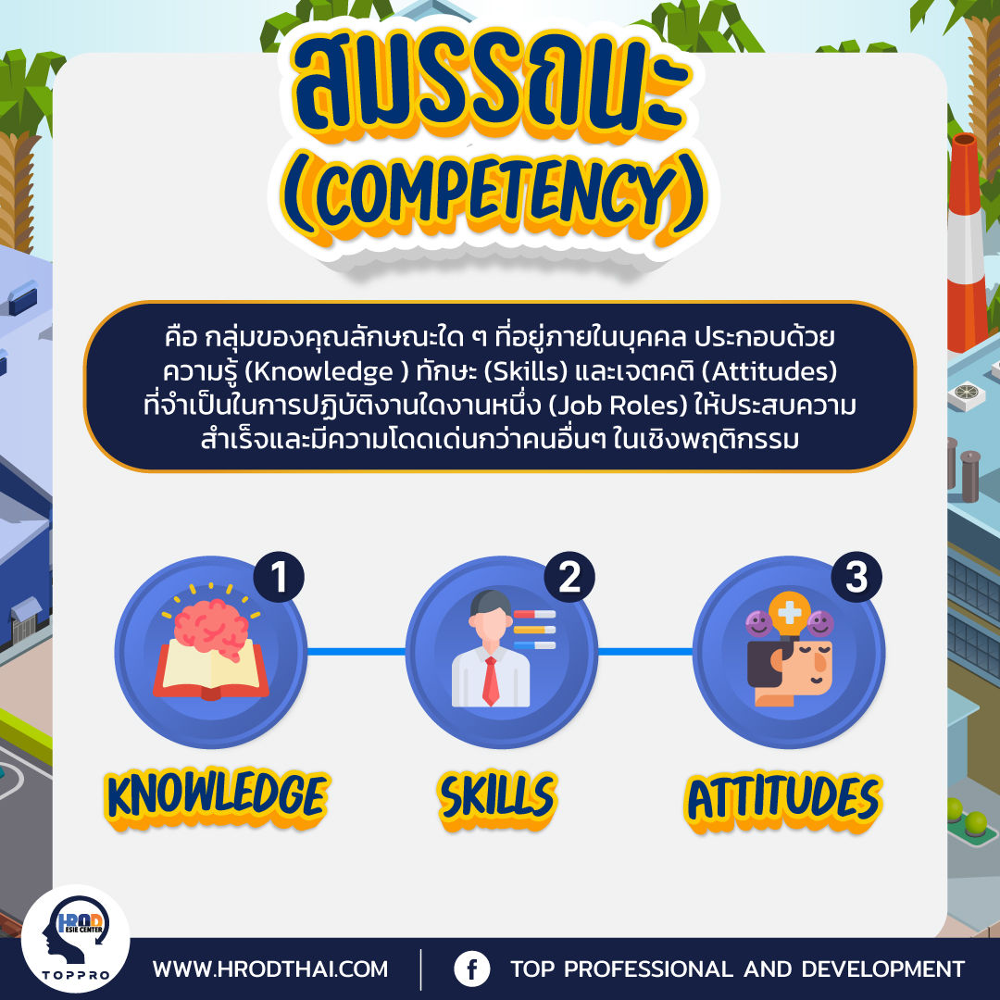 สมรรถนะ
(COMPETENCY)
คือ กลุ่มของคุณลักษณะใด ๆ ที่อยู่ภายในบุคคล ประกอบด้วย
ความรู้ (Knowledge ) ทักษะ (Skills) และเจตคติ (Attitudes)
ที่จำเป็นในการปฏิบัติงานใดงานหนึ่ง (Job Roles) ให้ประสบความ
สำเร็จและมีความโดดเด่นกว่าคนอื่นๆ ในเชิงพฤติกรรม
1
2
3
KNOWLEDGE
SKILLS
ATTITUDES
HROD
ESIE CENTER
TOPPRO
WWW.HRODTHAI.COM
f
TOP PROFESSIONAL AND DEVELOPMENT